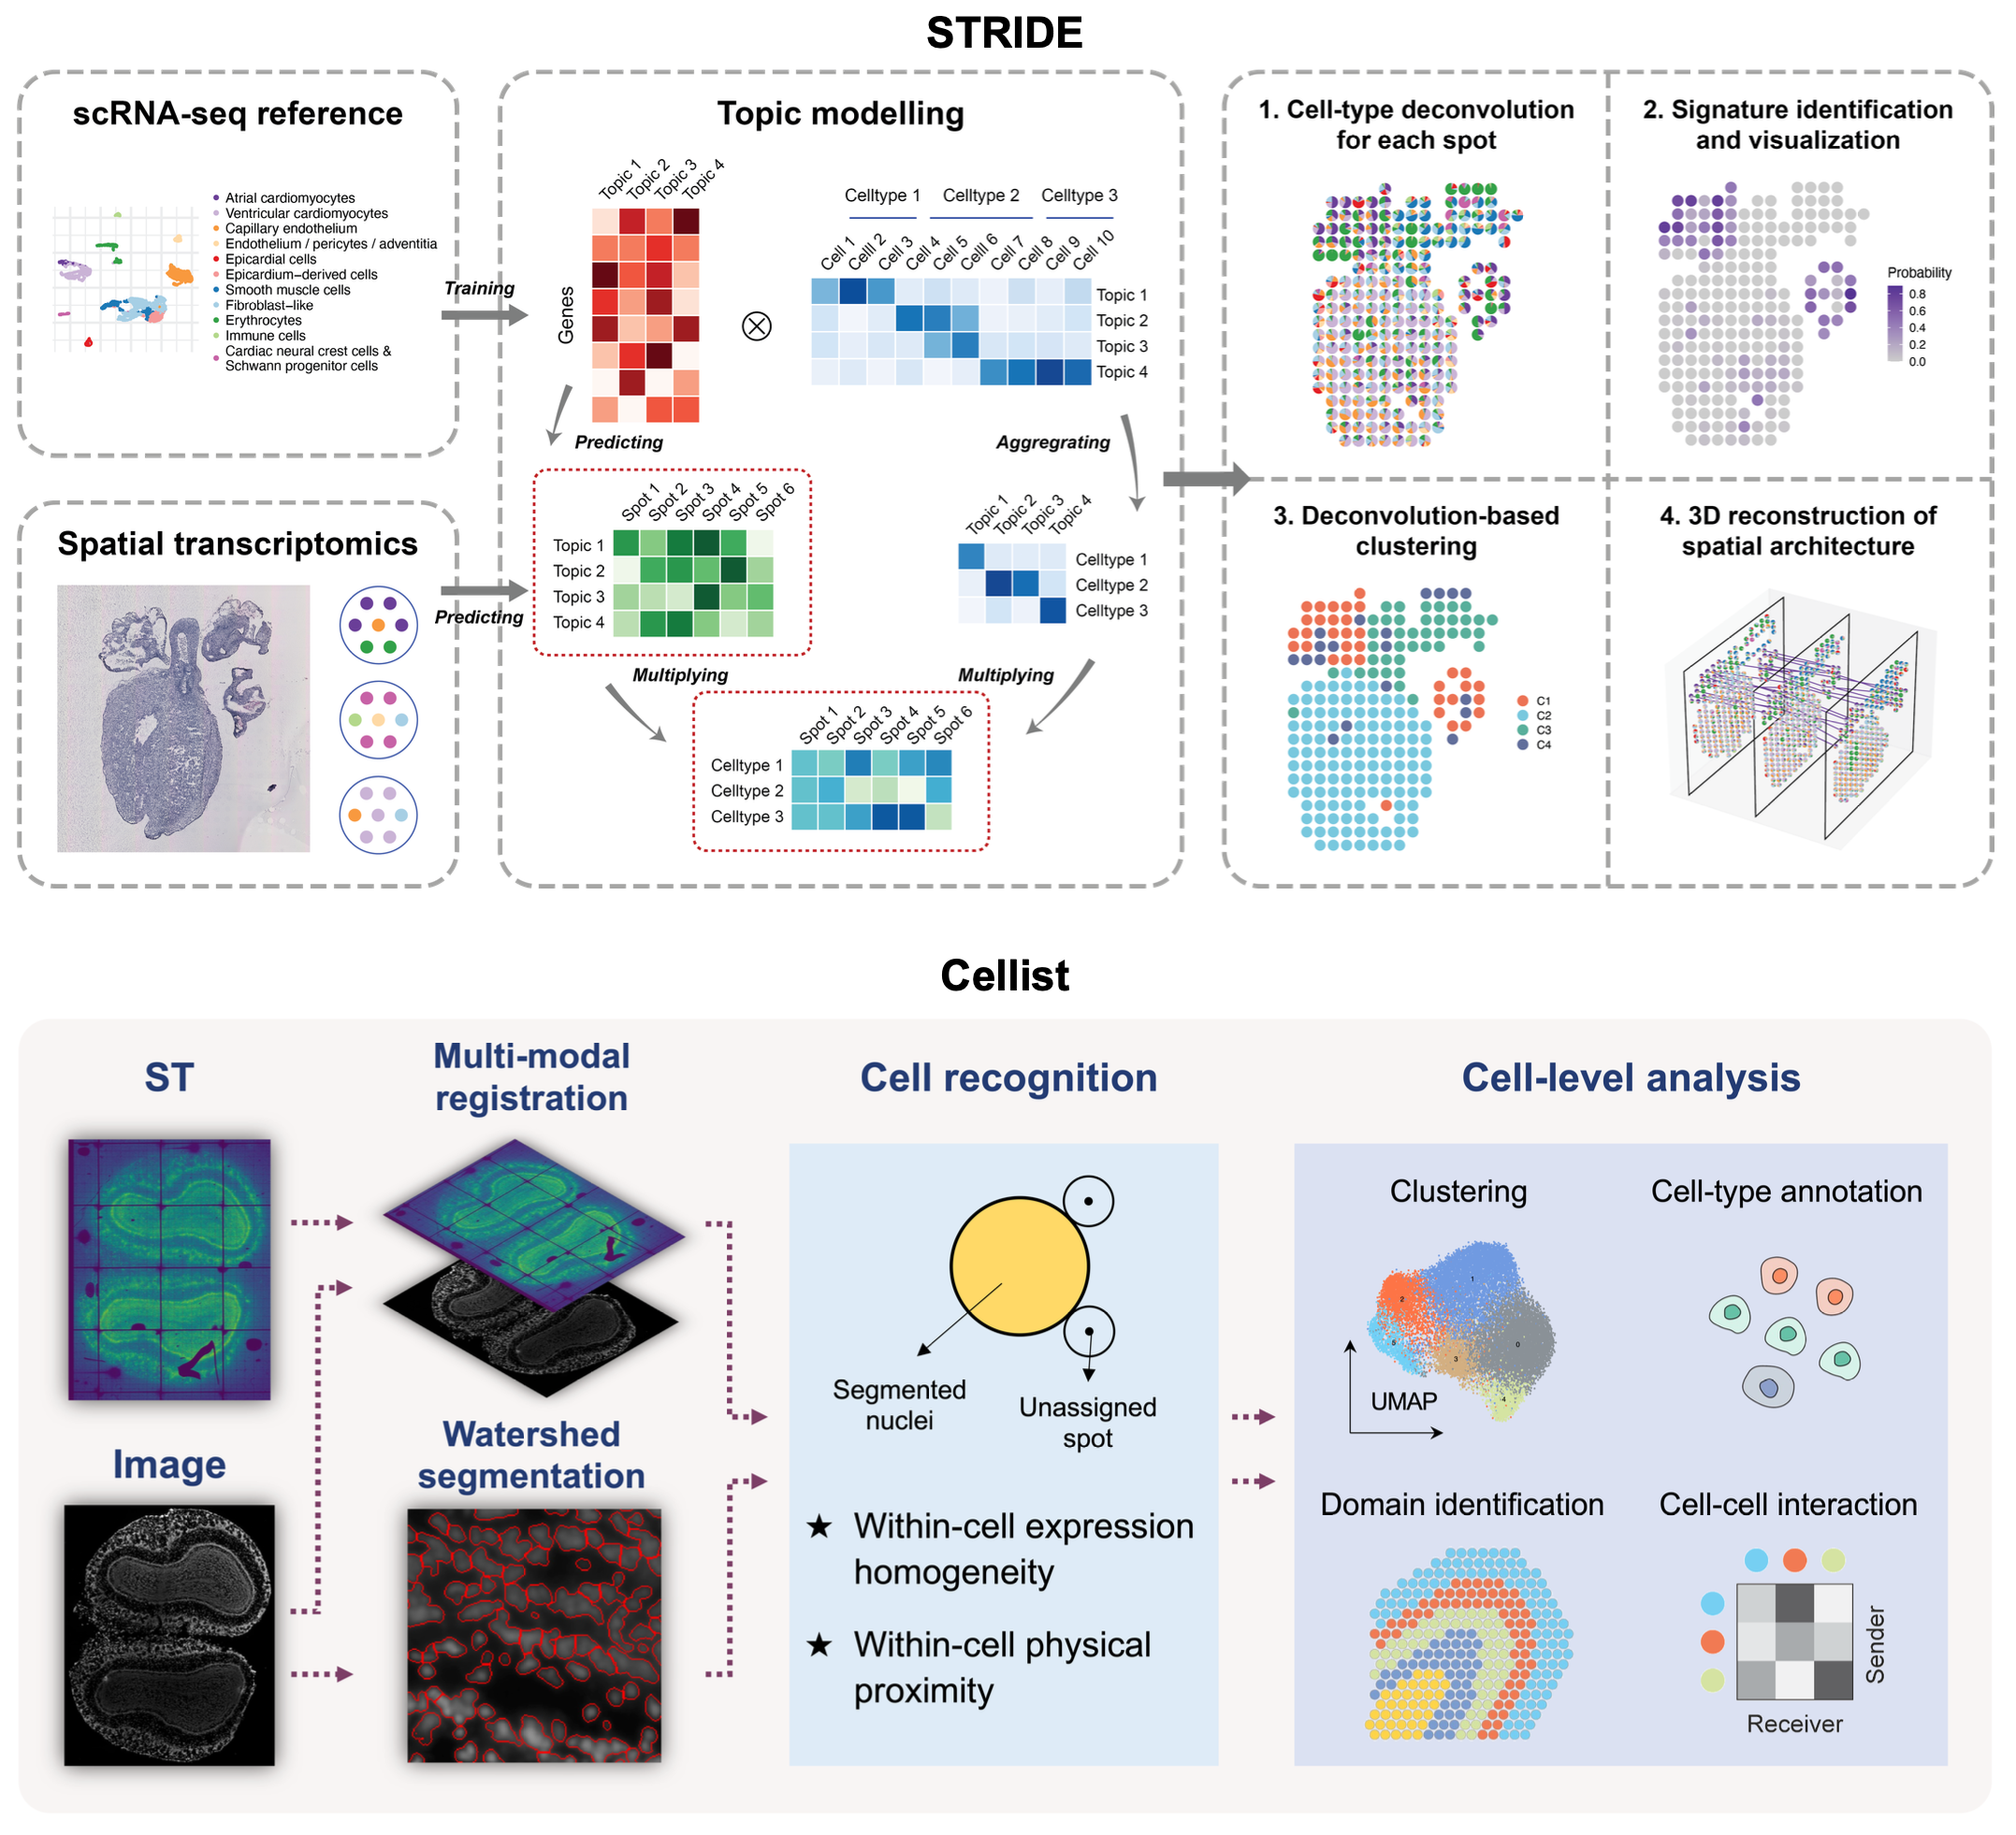 STRIDE
scRNA-seq reference
Atrial cardiomyocytes
Ventricular cardiomyocytes
Capillary endothelium
Endothelium / pericytes / adventitia
Epicardial cells
Epicardium-derived cells
Smooth muscle cells
Fibroblast-like
Erythrocytes
Immune cells
Cardiac neural crest cells &
Schwann progenitor cells
Training
Spatial transcriptomics
Predicting
Topic modelling
Topic 1
Topic 2
Topic 3
Topic 4
Genes
Celltype 1
Celltype 2
Celltype 3
Cell 1
Celll 2
Cell 3
Cell 4
Cell 5
Celll 6
Cell 7
Cell 8
Cell 9
Cell 10
Topic 1
Topic 2
Topic 3
Topic 4
Predicting
Aggregrating
Spot 1
Spot 2
Spot 3
Spot 4
Spot 5
Spot 6
Topic 1
Topic 2
Topic 3
Topic 4
Topic 1
Topic 2
Topic 3
Topic 4
Celltype 1
Celltype 2
Celltype 3
Multiplying
Multiplying
Spot 1
Spot 2
Spot 3
Spot 4
Spot 5
Spot 6
Celltype 1
Celltype 2
Celltype 3
1. Cell-type deconvolution
for each spot
2. Signature identification
and visualization
Probability
0.8
0.6
0.4
0.2
0.0
3. Deconvolution-based
clustering
C1
C2
C3
C4
4. 3D reconstruction of
spatial architecture
Cellist
ST
Image
Multi-modal
registration
Watershed
segmentation
Cell recognition
Segmented
nuclei
Unassigned
spot
★ Within-cell expression
homogeneity
★ Within-cell physical
proximity
Cell-level analysis
Clustering
1
2
5
0
3
4
UMAP
Cell-type annotation
Domain identification
Cell-cell interaction
Sender
Receiver